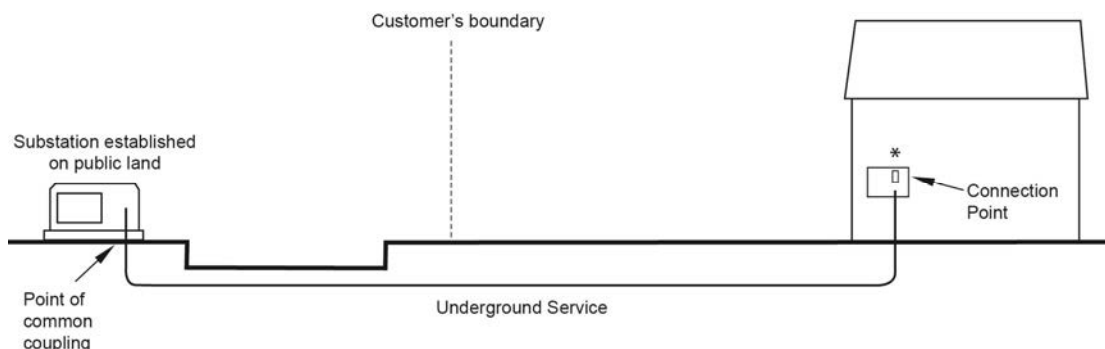 Customer's boundary
Substation established
on public land
*
Connection
Point
Point of
common
coupling
Underground Service